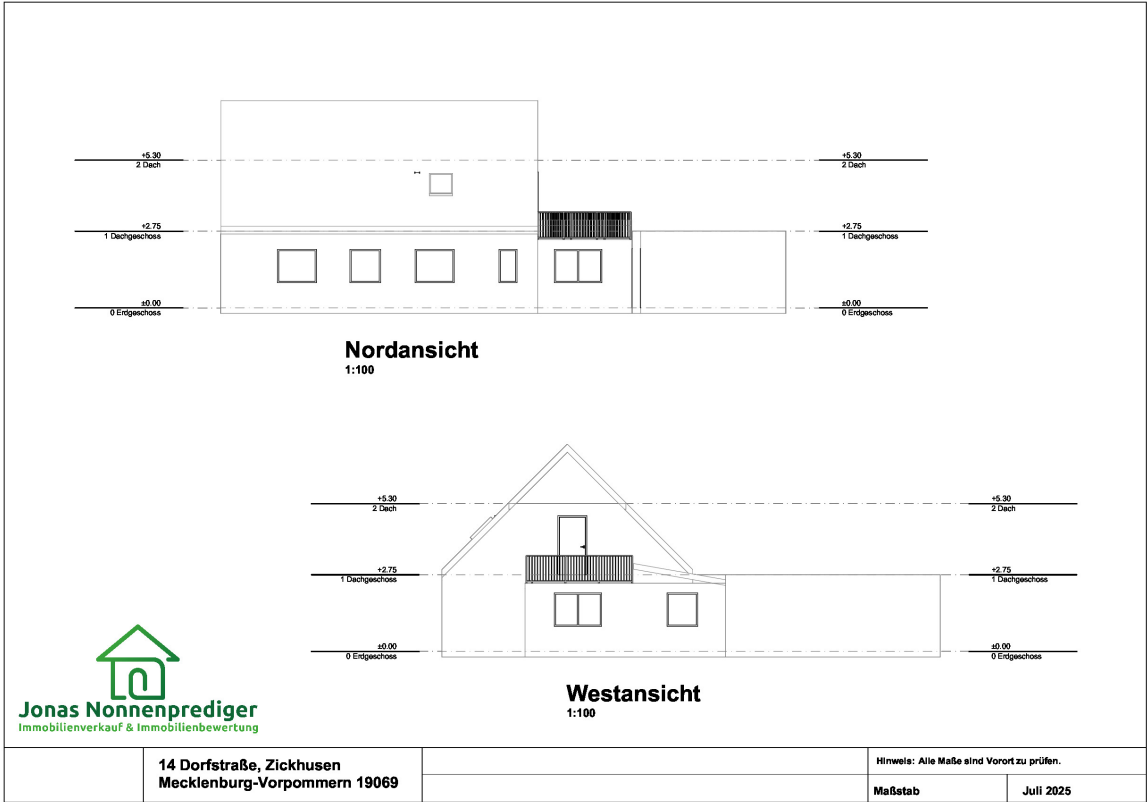 +5.30
2 Dach
+5.30
2 Dach
+2.75
1 Dachgeschoss
+2.75
1 Dachgeschoss
±0.00
0 Erdgeschoss
±0.00
0 Erdgeschoss
Nordansicht
1:100
+5.30
2 Dach
+5.30
2 Dach
+2.75
1 Dachgeschoss
+2.75
1 Dachgeschoss
±0.00
0 Erdgeschoss
±0.00
0 Erdgeschoss
Westansicht
1:100
Jonas Nonnenprediger
Immobilienverkauf & Immobilienbewertung
14 Dorfstraße, Zickhusen
Mecklenburg-Vorpommern 19069
Hinweis: Alle Maße sind Vorort zu prüfen.
Maßstab
Juli 2025